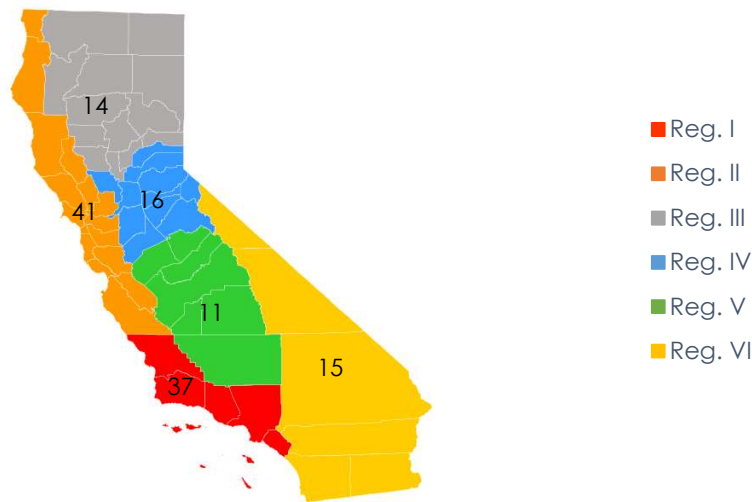 14
16
41
11
15
37
Reg. I
Reg. II
Reg. III
Reg. IV
Reg. V
Reg. VI